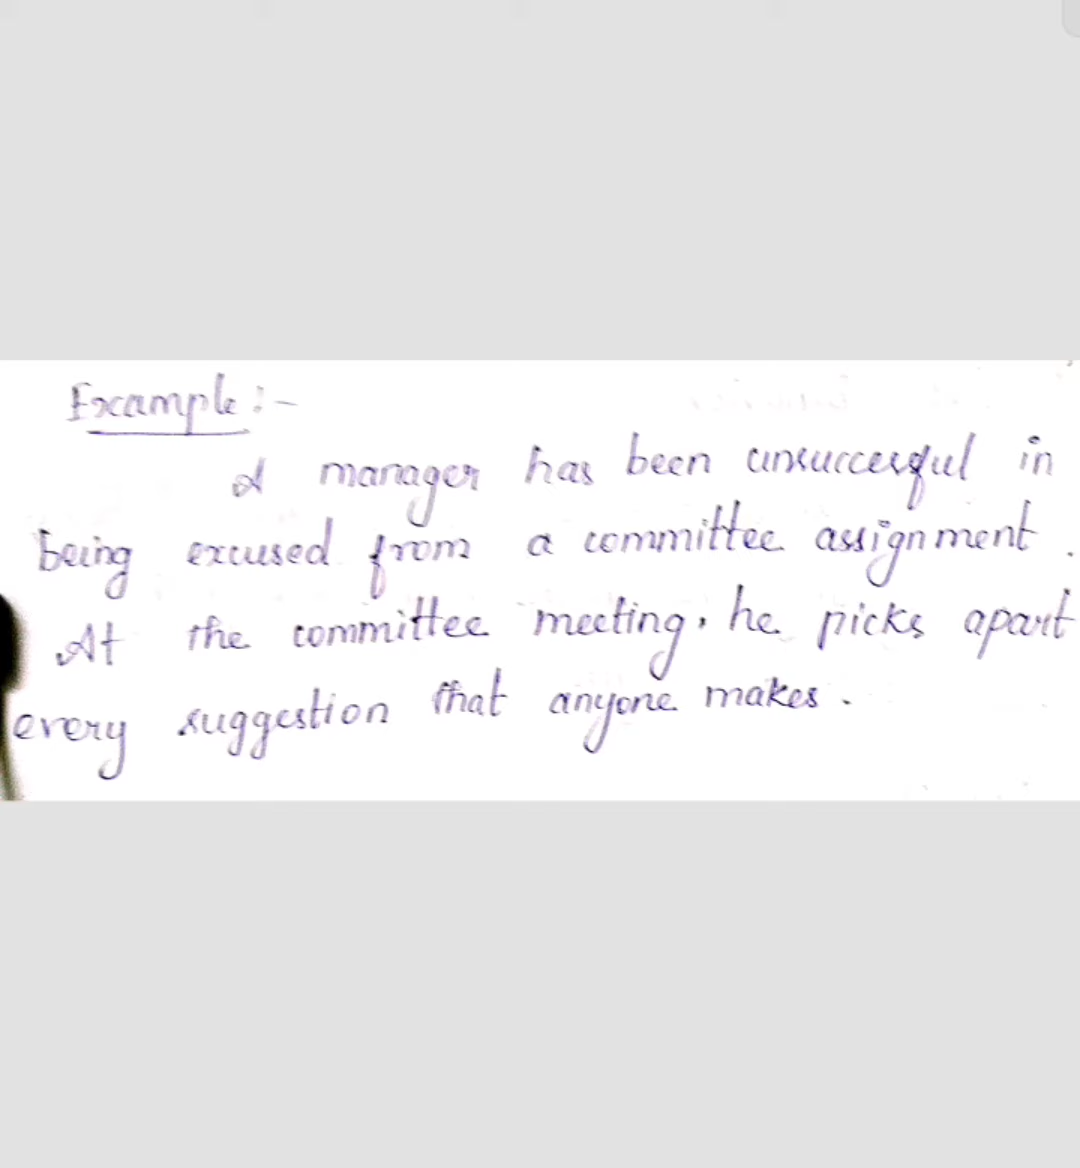 Example :-
A manager has been unsuccessful in
being excused from a committee assignment.
At the committee meeting, he picks apart
every suggestion that anyone makes.